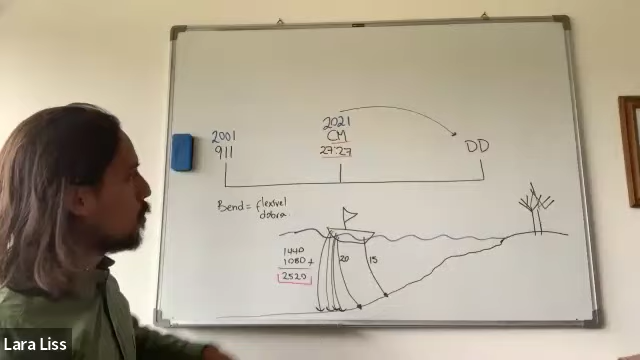 2001
911
2021
CM
27:27
DD
Bend = flexível
dobra.
1440
1080 +
2520
20
15
Lara Liss